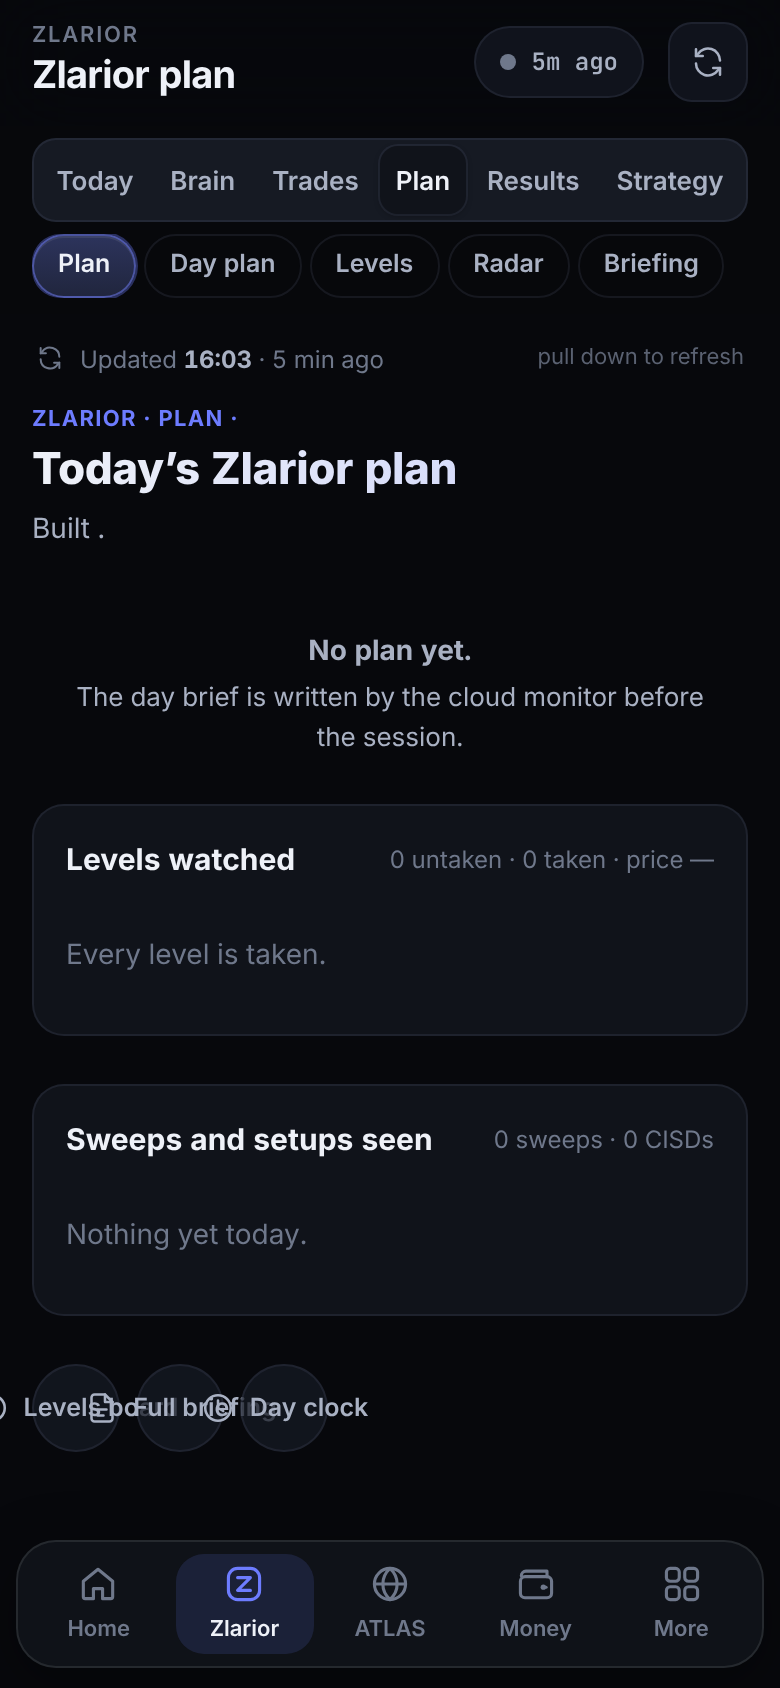 ZLARIOR
Zlarior plan
5m ago
Today Brain Trades Plan Results Strategy
Plan Day plan Levels Radar Briefing
Updated 16:03 · 5 min ago
pull down to refresh
ZLARIOR · PLAN ·
Today’s Zlarior plan
Built .
No plan yet.
The day brief is written by the cloud monitor before
the session.
Levels watched
0 untaken · 0 taken · price —
Every level is taken.
Sweeps and setups seen
0 sweeps · 0 CISDs
Nothing yet today.
Levels Full briefing Day clock
Home Zlarior ATLAS Money More